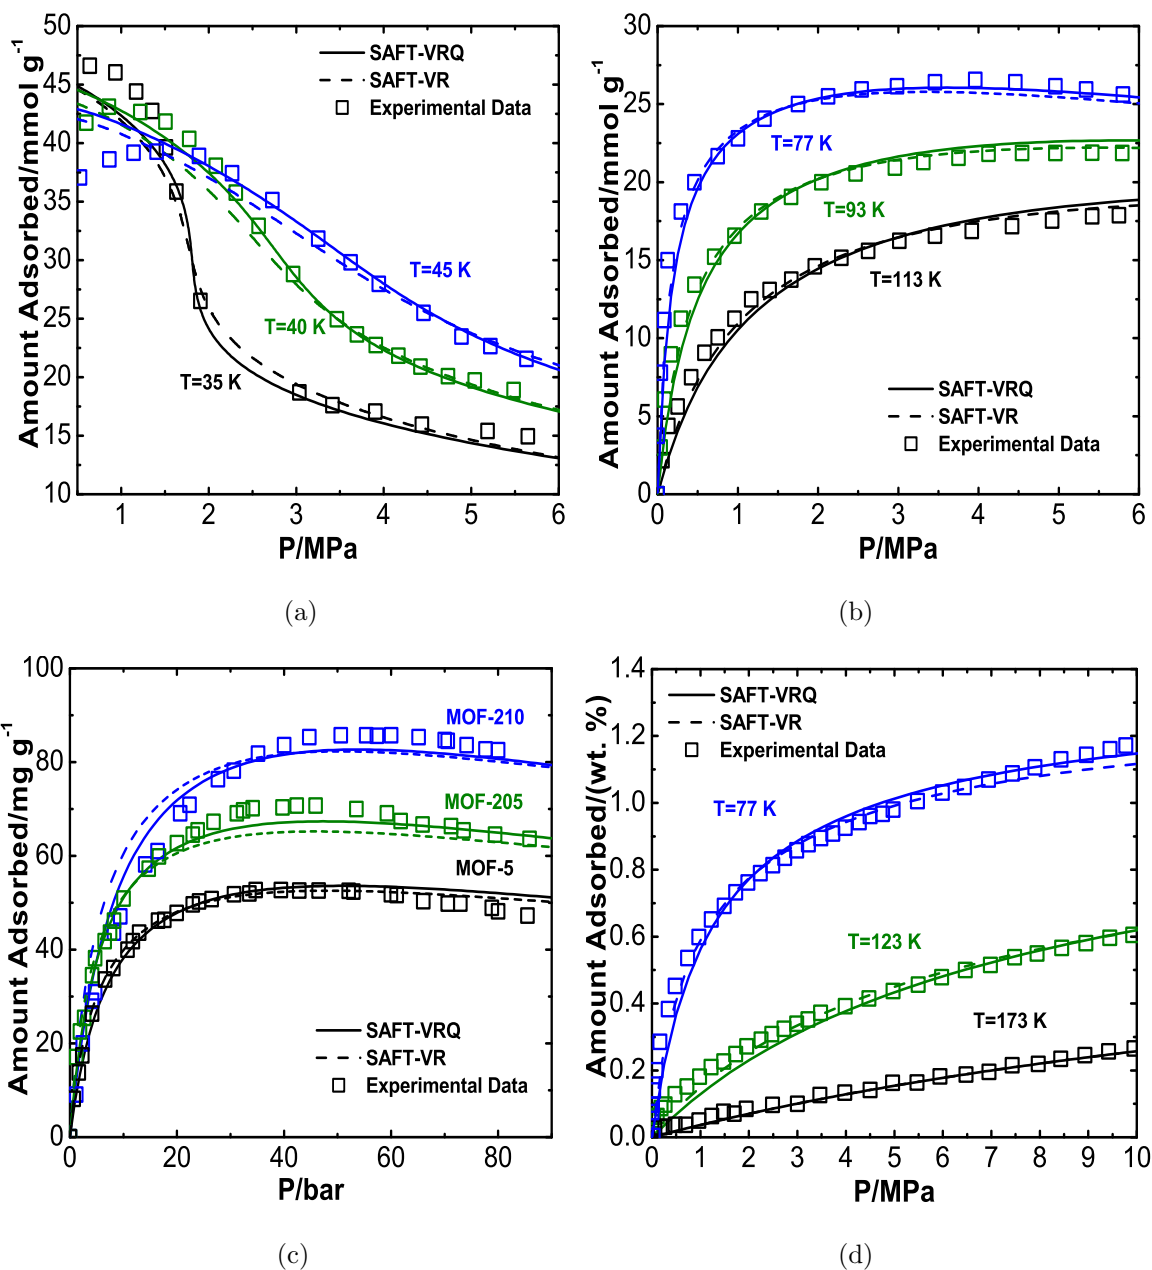 50
45
40
35
30
25
20
15
10
1 2 3 4 5 6
Amount Adsorbed/mmol g⁻¹
P/MPa
SAFT-VRQ
SAFT-VR
Experimental Data
T=45 K
T=40 K
T=35 K
(a)
30
25
20
15
10
5
0
0 1 2 3 4 5 6
Amount Adsorbed/mmol g⁻¹
P/MPa
T=77 K
T=93 K
T=113 K
SAFT-VRQ
SAFT-VR
Experimental Data
(b)
100
80
60
40
20
0
0 20 40 60 80
Amount Adsorbed/mg g⁻¹
P/bar
MOF-210
MOF-205
MOF-5
SAFT-VRQ
SAFT-VR
Experimental Data
(c)
1.4
1.2
1.0
0.8
0.6
0.4
0.2
0.0
0 1 2 3 4 5 6 7 8 9 10
Amount Adsorbed/(wt. %)
P/MPa
SAFT-VRQ
SAFT-VR
Experimental Data
T=77 K
T=123 K
T=173 K
(d)